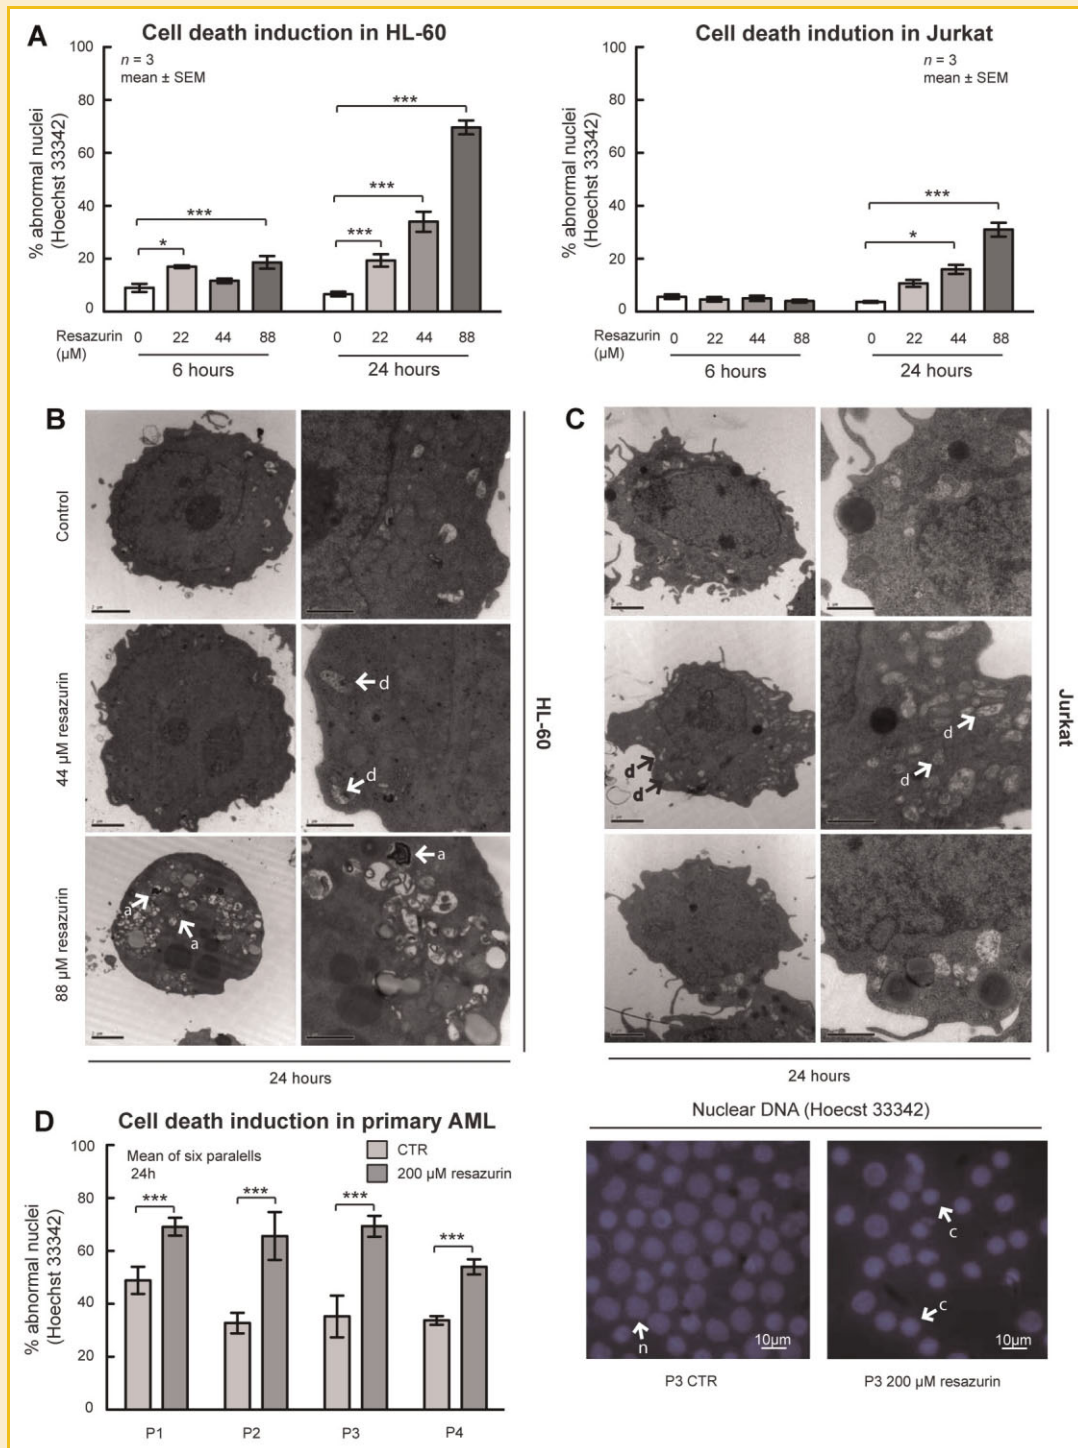 A
Cell death induction in HL-60
n = 3
mean ± SEM
% abnormal nuclei
(Hoechst 33342)
100
80
60
40
20
0
*
***
***
***
***
Resazurin
(µM)
0 22 44 88 0 22 44 88
6 hours 24 hours
Cell death indution in Jurkat
n = 3
mean ± SEM
% abnormal nuclei
(Hoechst 33342)
100
80
60
40
20
0
*
***
Resazurin
(µM)
0 22 44 88 0 22 44 88
6 hours 24 hours
B
Control
44 µM resazurin
88 µM resazurin
d
d
a
a
a
HL-60
24 hours
C
d
d
d
d
Jurkat
24 hours
D
Cell death induction in primary AML
Mean of six paralells
24h
CTR
200 µM resazurin
% abnormal nuclei
(Hoechst 33342)
100
80
60
40
20
0
***
***
***
***
P1 P2 P3 P4
Nuclear DNA (Hoecst 33342)
n
10µm
c
c
10µm
P3 CTR
P3 200 µM resazurin